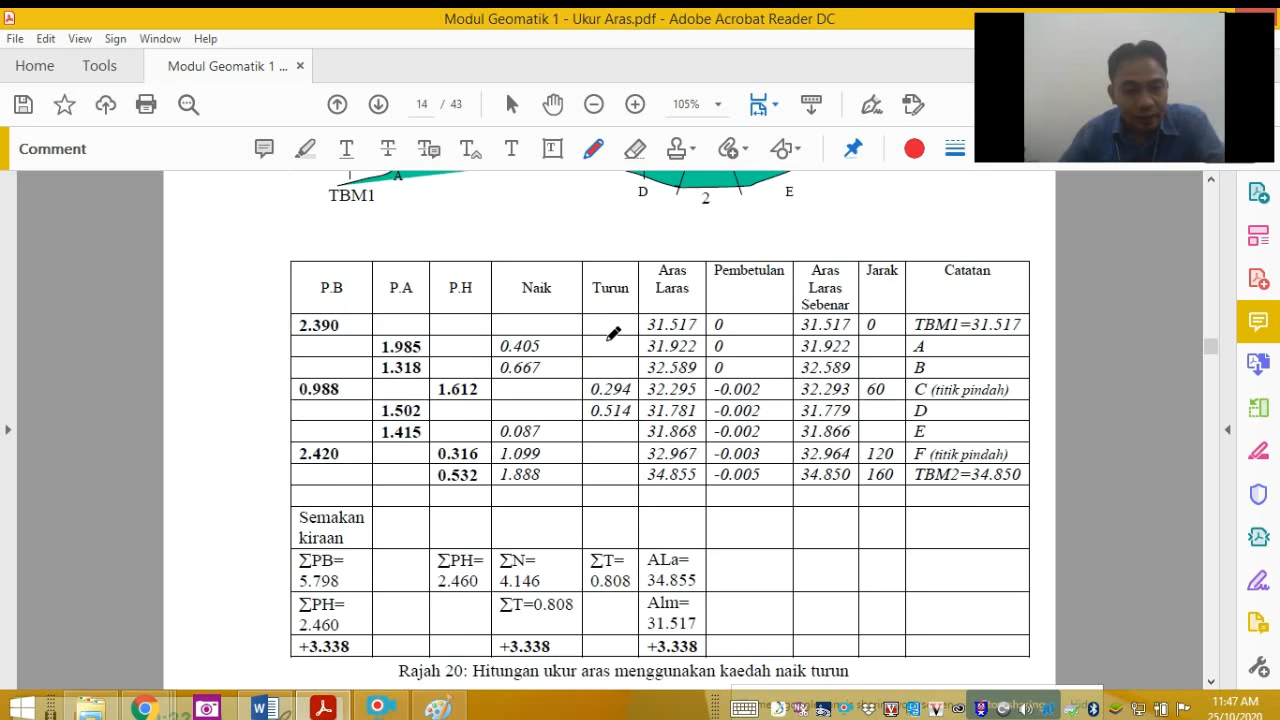 Modul Geomatik 1 - Ukur Aras.pdf - Adobe Acrobat Reader DC
File Edit View Sign Window Help
Home Tools Modul Geomatik 1 ... ×
14 / 43 105%
Comment
A
TBM1 D 2 E
P.B P.A P.H Naik Turun Aras Laras Pembetulan Aras Laras Sebenar Jarak Catatan
2.390 31.517 0 31.517 0 TBM1=31.517
1.985 0.405 31.922 0 31.922 A
1.318 0.667 32.589 0 32.589 B
0.988 1.612 0.294 32.295 -0.002 32.293 60 C (titik pindah)
1.502 0.514 31.781 -0.002 31.779 D
1.415 0.087 31.868 -0.002 31.866 E
2.420 0.316 1.099 32.967 -0.003 32.964 120 F (titik pindah)
0.532 1.888 34.855 -0.005 34.850 160 TBM2=34.850
Semakan
kiraan
∑PB= ∑PH= ∑N= ∑T= ALa=
5.798 2.460 4.146 0.808 34.855
∑PH= ∑T=0.808 Alm=
2.460 31.517
+3.338 +3.338 +3.338
Rajah 20: Hitungan ukur aras menggunakan kaedah naik turun
11:47 AM
25/10/2020